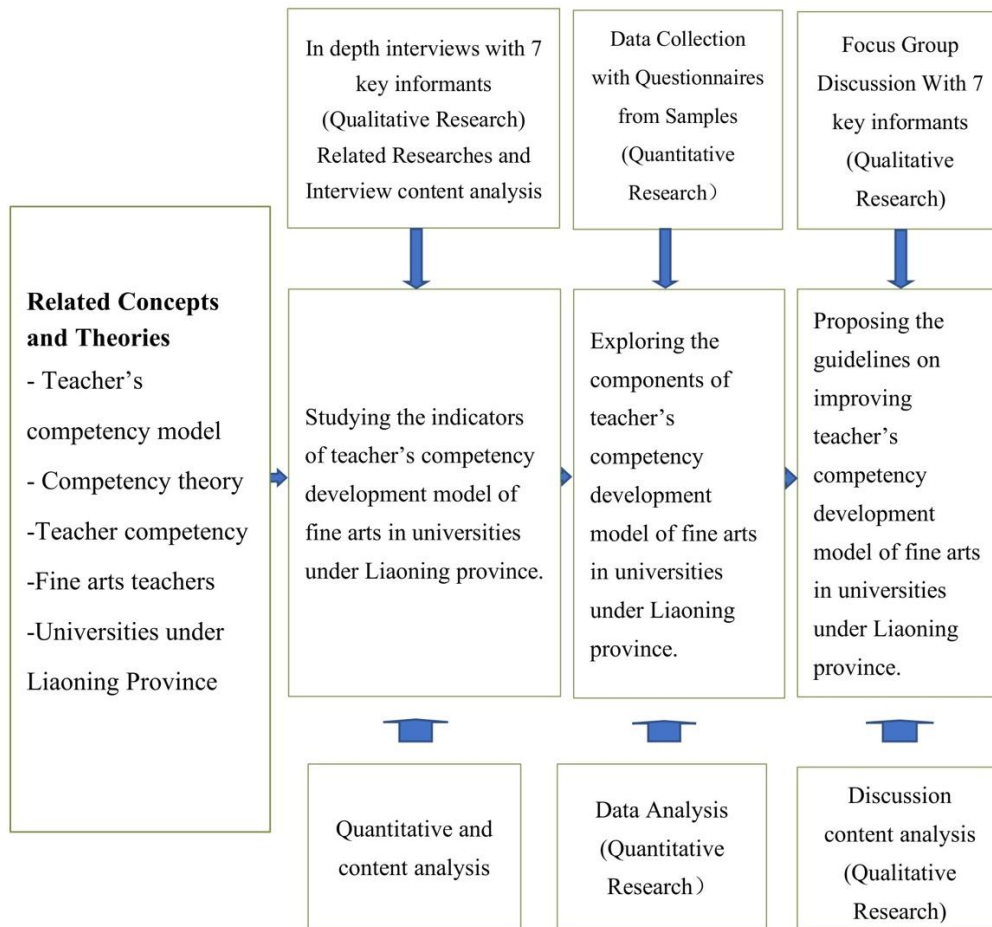 In depth interviews with 7
key informants
(Qualitative Research)
Related Researches and
Interview content analysis
Data Collection
with Questionnaires
from Samples
(Quantitative
Research）
Focus Group
Discussion With 7
key informants
(Qualitative
Research)
Related Concepts
and Theories
- Teacher’s
competency model
- Competency theory
-Teacher competency
-Fine arts teachers
-Universities under
Liaoning Province
Studying the indicators
of teacher’s competency
development model of
fine arts in universities
under Liaoning province.
Exploring the
components of
teacher’s
competency
development
model of fine arts
in universities
under Liaoning
province.
Proposing the
guidelines on
improving
teacher’s
competency
development
model of fine arts
in universities
under Liaoning
province.
Quantitative and
content analysis
Data Analysis
(Quantitative
Research）
Discussion
content analysis
(Qualitative
Research)